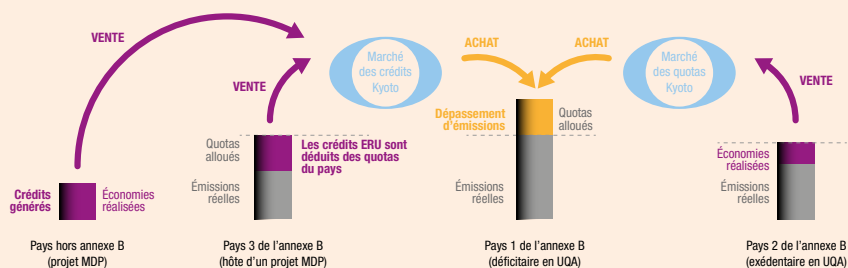 VENTE
Marché
des crédits
Kyoto
ACHAT
ACHAT
Marché
des quotas
Kyoto
VENTE
VENTE
Crédits
générés
Économies
réalisées
Quotas
alloués
Les crédits ERU sont
déduits des quotas
du pays
Émissions
réelles
Dépassement
d'émissions
Quotas
alloués
Émissions
réelles
Économies
réalisées
Émissions
réelles
Pays hors annexe B
(projet MDP)
Pays 3 de l'annexe B
(hôte d'un projet MDP)
Pays 1 de l'annexe B
(déficitaire en UQA)
Pays 2 de l'annexe B
(exédentaire en UQA)